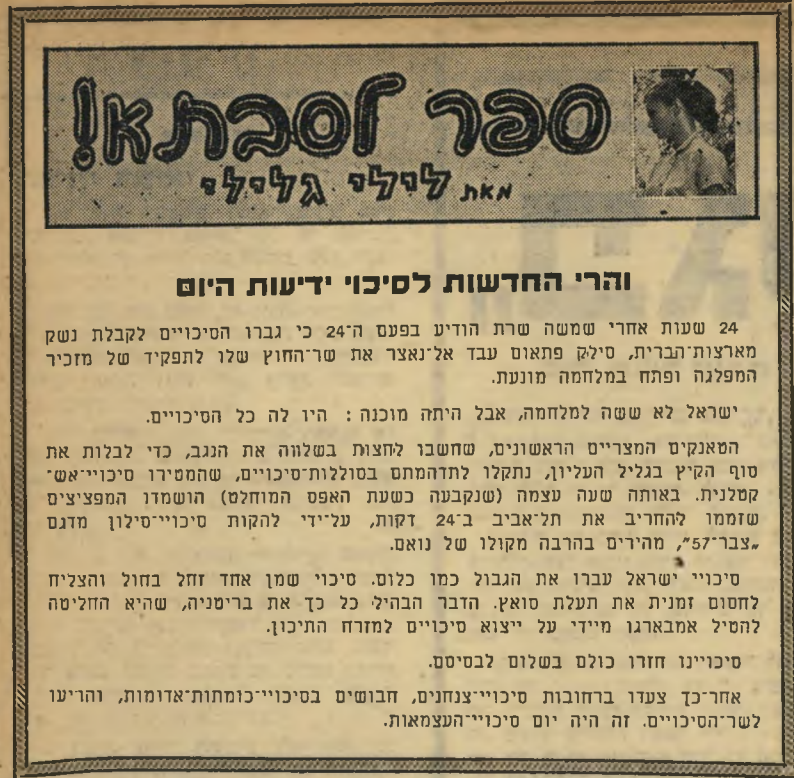 ספר לסבתא!
מאת לילי גלילי
והרי החדשות לסיכוי ידיעות היום
24 שעות אחרי שמשה שרת הודיע בפעם ה־24 כי גברו הסיכויים לקבלת נשק
מארצות־הברית, סילק פתאום עבד אל־נאצר את שר־החוץ שלו לתפקיד של מזכיר
המפלגה ופתח במלחמה מונעת.
ישראל לא ששה למלחמה, אבל היתה מוכנה : היו לה כל הסיכויים.
הטאנקים המצריים הראשונים, שחשבו לחצות בשלווה את הנגב, כדי לבלות את
סוף הקיץ בגליל העליון, נתקלו לתדהמתם בסוללות־סיכויים, שהמטירו סיכויי־אש־
קטלנית. באותה שעה עצמה (שנקבעה כשעת האפס המוחלט) הושמדו המפציצים
שזממו להחריב את תל־אביב ב־24 דקות, על־ידי להקות סיכויי־סילון מדגם
„צבר־57", מהירים בהרבה מקולו של נואם.
סיכויי ישראל עברו את הגבול כמו כלום. סיכוי שמן אחד זחל בחול והצליח
לחסום זמנית את תעלת סואץ. הדבר הבהיל כל כך את בריטניה, שהיא החליטה
להטיל אמבארגו מיידי על ייצוא סיכויים למזרח התיכון.
סיכויינו חזרו כולם בשלום לבסיסם.
אחר־כך צעדו ברחובות סיכויי־צנחנים, חבושים בסיכויי־כומתות־אדומות, והריעו
לשר־הסיכויים. זה היה יום סיכויי־העצמאות.